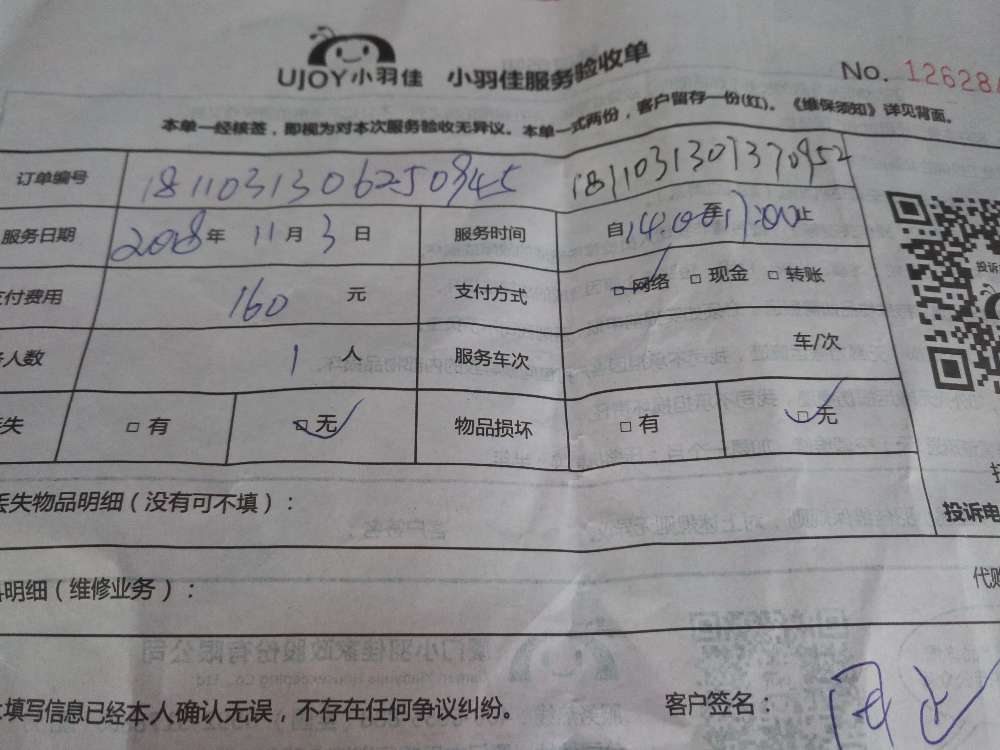 UJOY小羽佳 小羽佳服务验收单
No. 12628
本单一经核签，即视为对本次服务验收无异议。本单一式两份，客户留存一份(红)。《维保须知》详见背面。
订单编号 1811031306250845 1811031307370952
服务日期 2018年 11月 3日 服务时间 自14:00至17:00止
付费用 160 元 支付方式 □ 网络 □ 现金 □ 转账
人数 1 人 服务车次 车/次
失 □ 有 □ 无 物品损坏 □ 有 □ 无
投诉
丢失物品明细（没有可不填）：
投诉电
明细（维修业务）：
代购
填写信息已经本人确认无误，不存在任何争议纠纷。
客户签名：